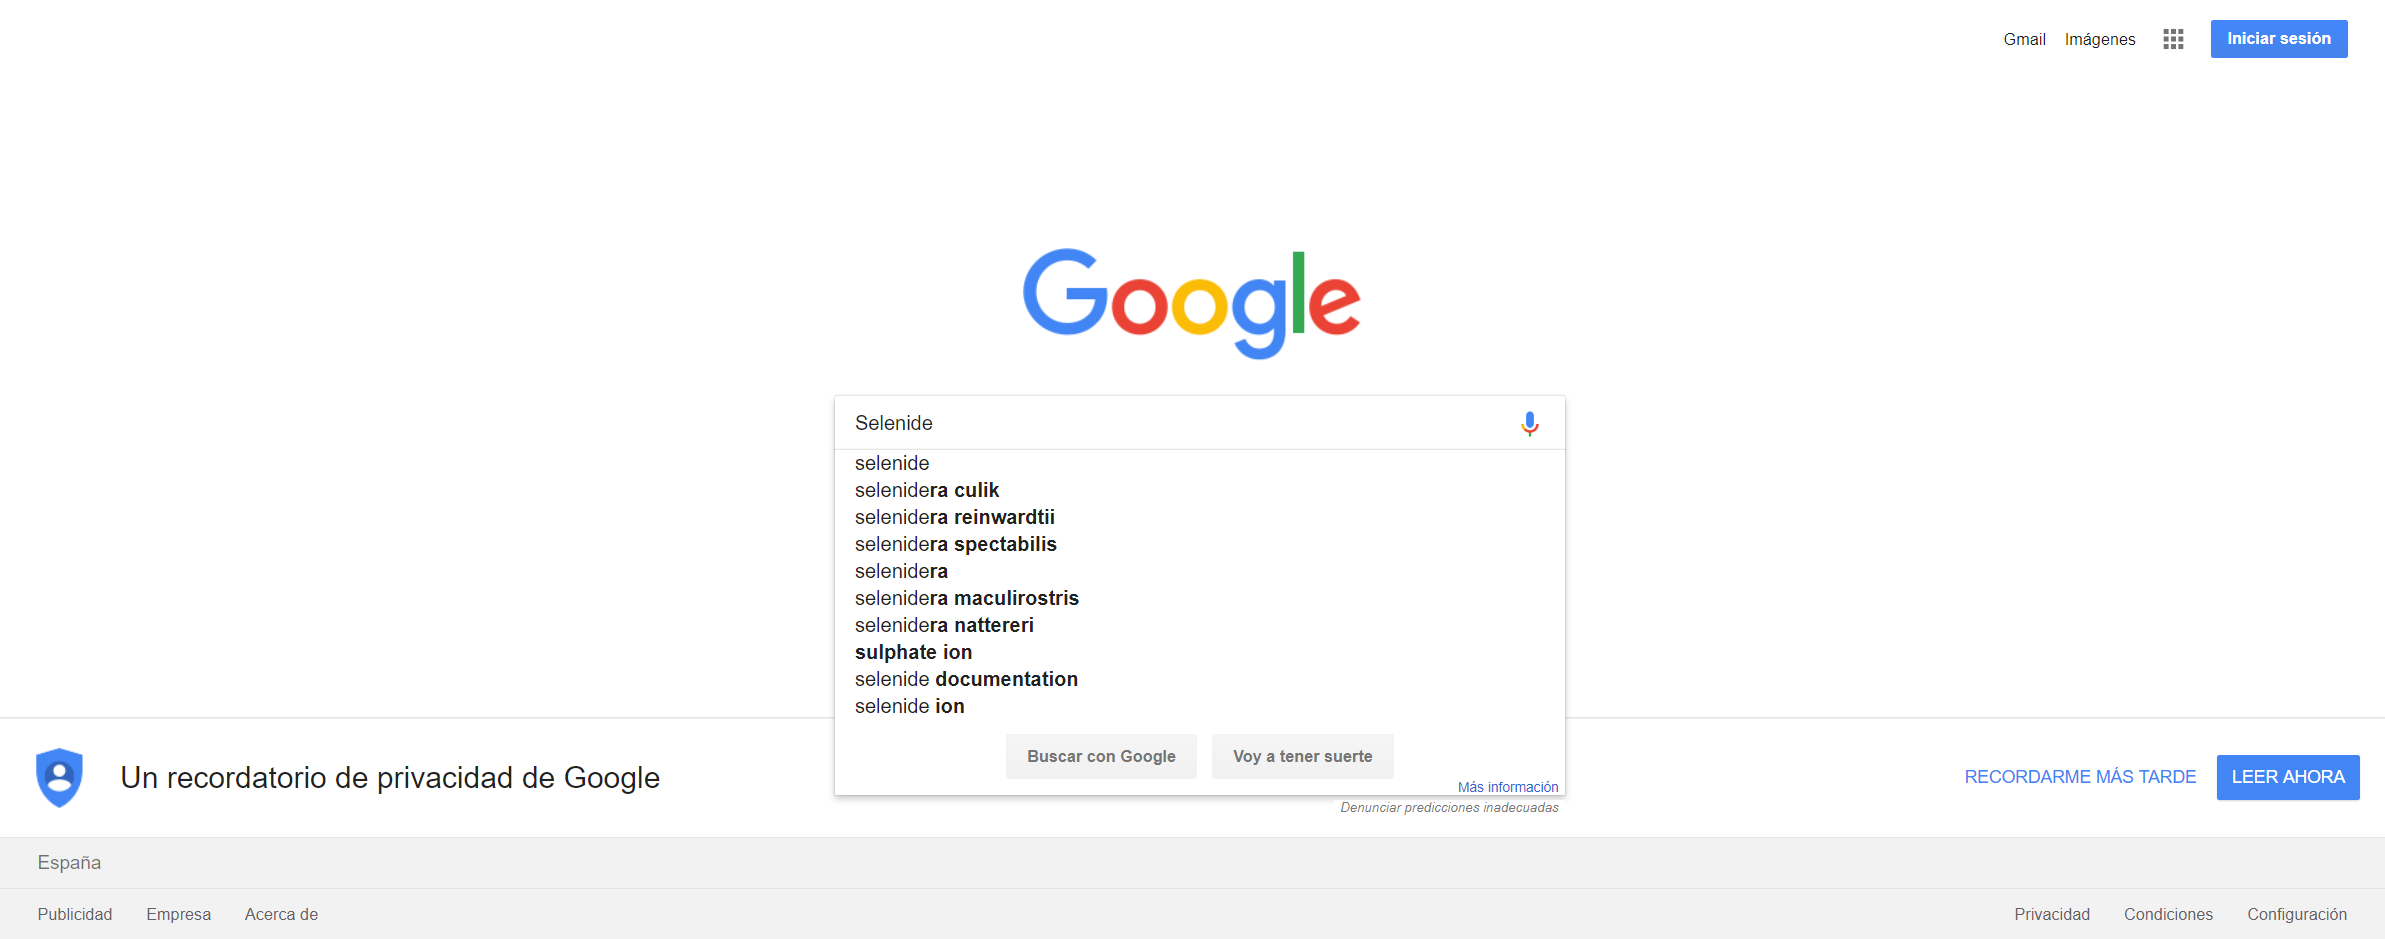 Gmail Imágenes Iniciar sesión
Google
Selenide
selenide
selenidera culik
selenidera reinwardtii
selenidera spectabilis
selenidera
selenidera maculirostris
selenidera nattereri
sulphate ion
selenide documentation
selenide ion
Buscar con Google Voy a tener suerte
Más información
Denunciar predicciones inadecuadas
Un recordatorio de privacidad de Google RECORDARME MÁS TARDE LEER AHORA
España
Publicidad Empresa Acerca de Privacidad Condiciones Configuración